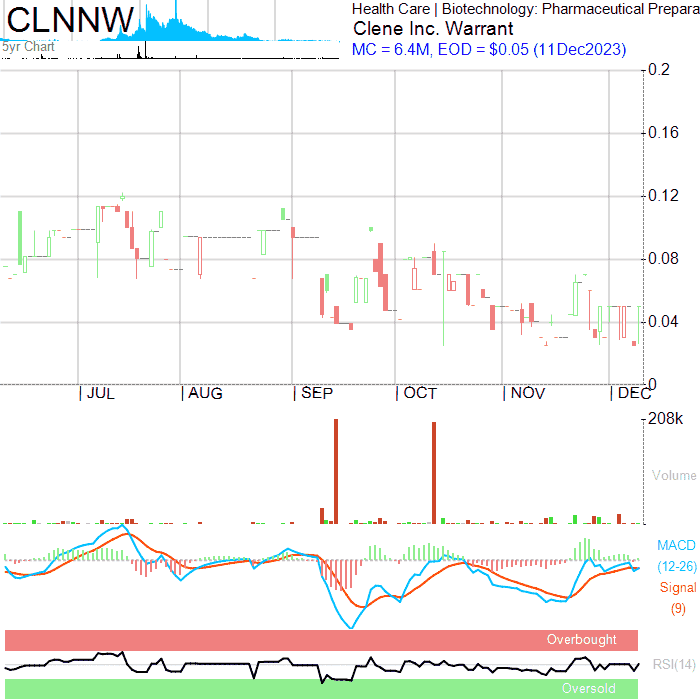 CLNNW
5yr Chart
Health Care | Biotechnology: Pharmaceutical Prepara
Clene Inc. Warrant
MC = 6.4M, EOD = $0.05 (11Dec2023)
0.2
0.16
0.12
0.08
0.04
0
| JUL | AUG | SEP | OCT | NOV | DEC
208k
Volume
MACD
(12-26)
Signal
(9)
Overbought
RSI(14)
Oversold